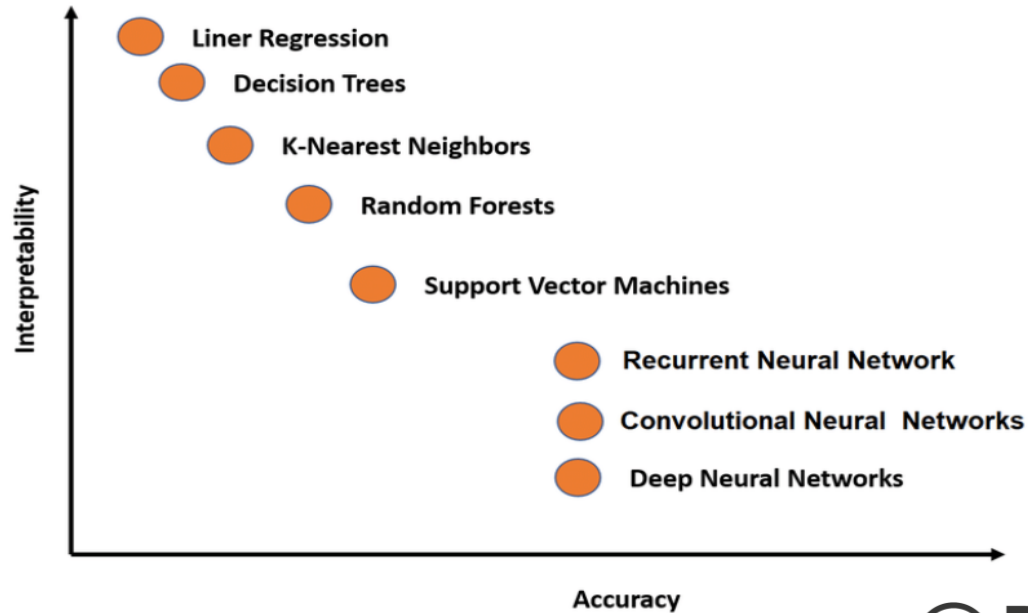 Liner Regression
Decision Trees
K-Nearest Neighbors
Random Forests
Support Vector Machines
Recurrent Neural Network
Convolutional Neural Networks
Deep Neural Networks
Interpretability
Accuracy